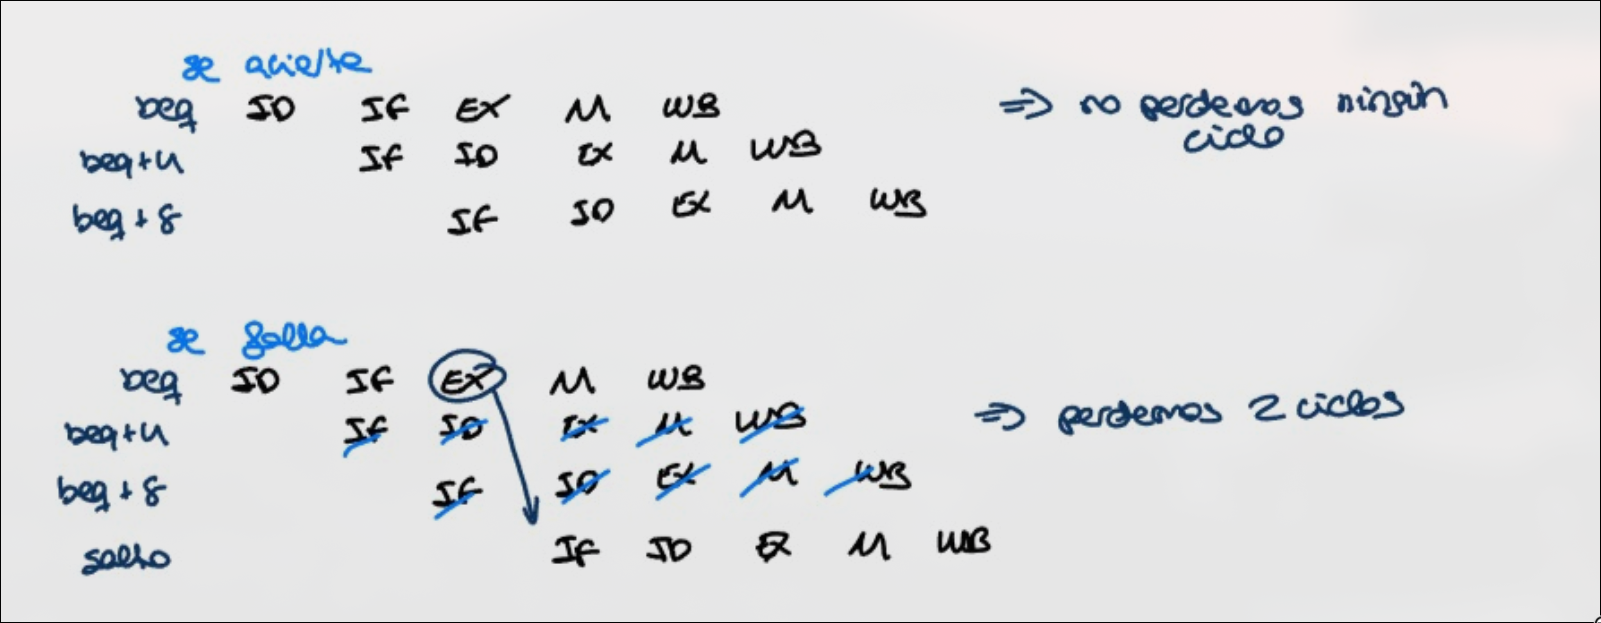 se acierta
beq ID IF EX M WB ⇒ no perdemos ningún
ciclo
beq+4 IF ID EX M WB
beq+8 IF ID EX M WB
se falla
beq ID IF EX M WB
beq+4 IF ID EX M WB ⇒ perdemos 2 ciclos
beq+8 IF ID EX M WB
salto IF ID EX M WB